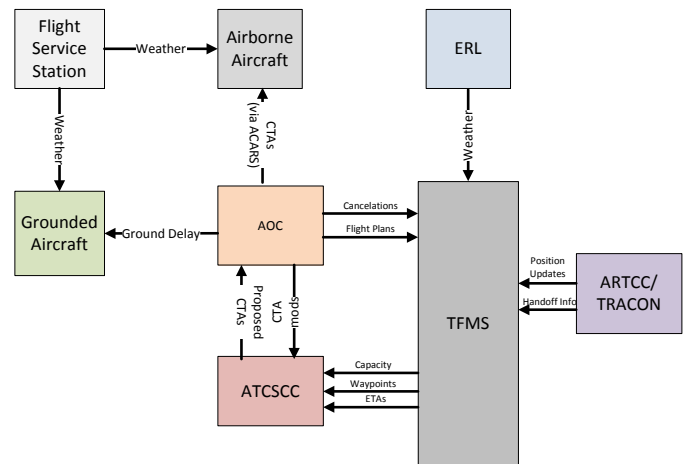 Flight
Service
Station
Weather
Airborne
Aircraft
ERL
Weather
CTAs
(via ACARS)
Weather
Grounded
Aircraft
Ground Delay
AOC
Cancelations
Flight Plans
TFMS
Position
Updates
Handoff Info
ARTCC/
TRACON
Proposed
CTAs
CTA
mods
ATCSCC
Capacity
Waypoints
ETAs